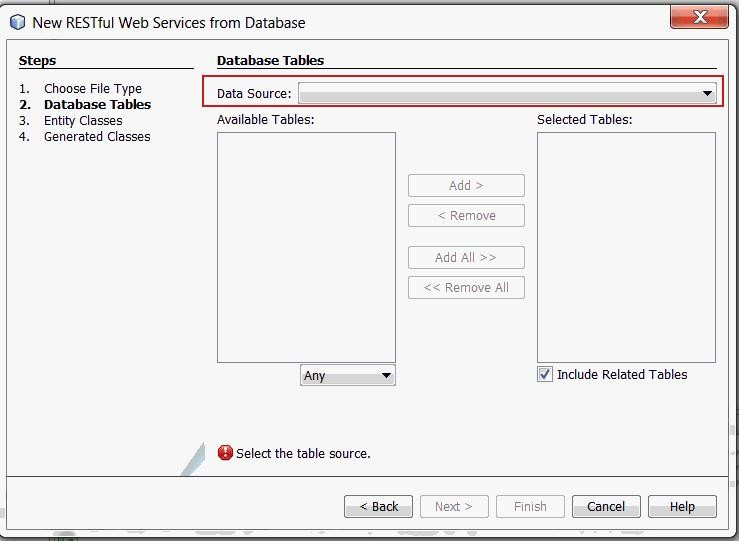 New RESTful Web Services from Database
Steps
1. Choose File Type
2. Database Tables
3. Entity Classes
4. Generated Classes
Database Tables
Data Source:
Available Tables:
Selected Tables:
Add >
< Remove
Add All >>
<< Remove All
Any
Include Related Tables
Select the table source.
< Back
Next >
Finish
Cancel
Help